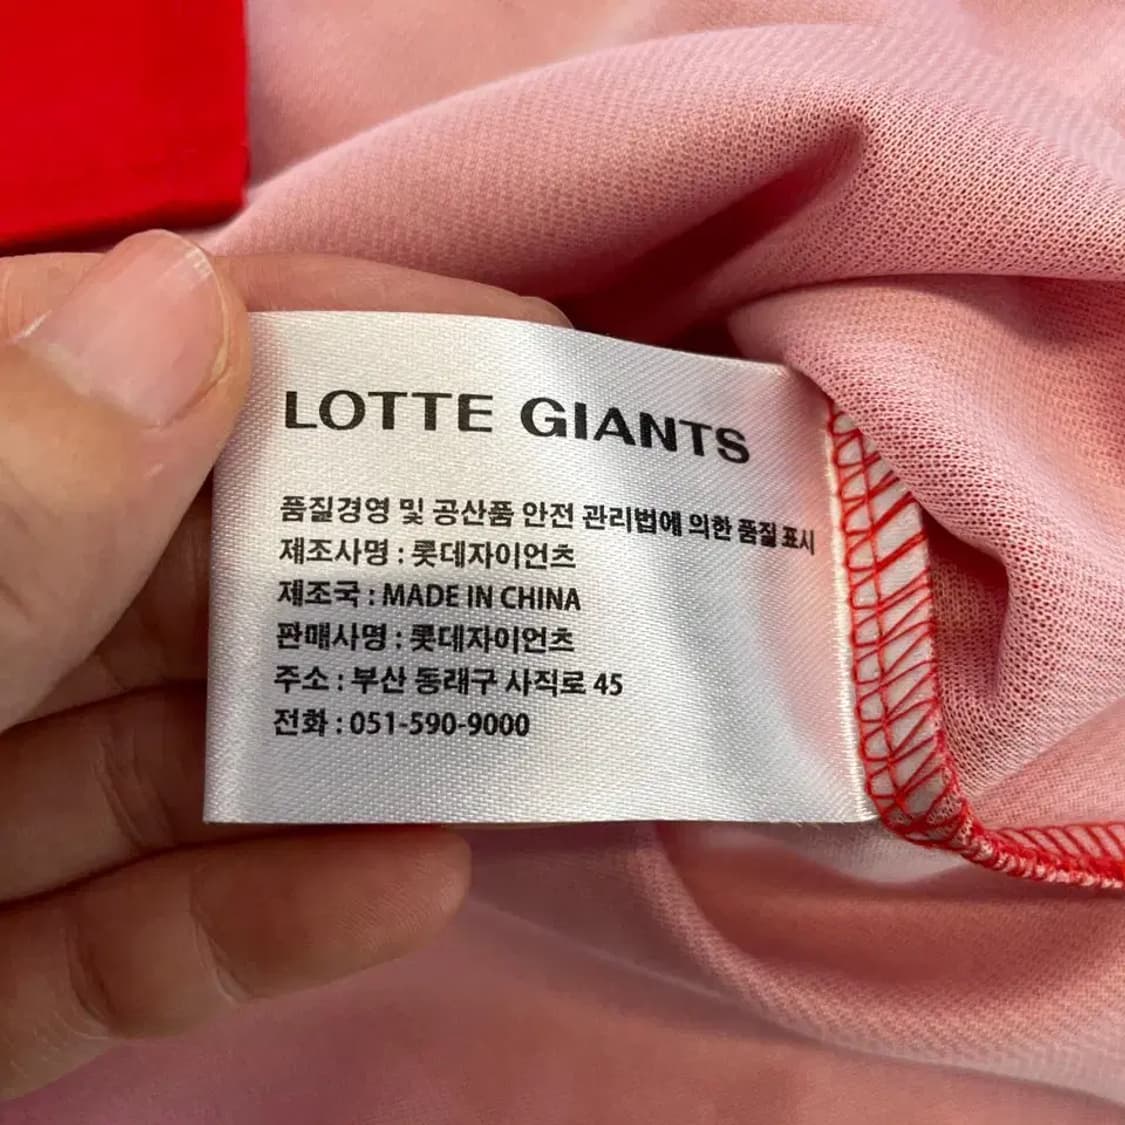 LOTTE GIANTS
품질경영 및 공산품 안전 관리법에 의한 품질 표시
제조사명 : 롯데자이언츠
제조국 : MADE IN CHINA
판매사명 : 롯데자이언츠
주소 : 부산 동래구 사직로 45
전화 : 051-590-9000